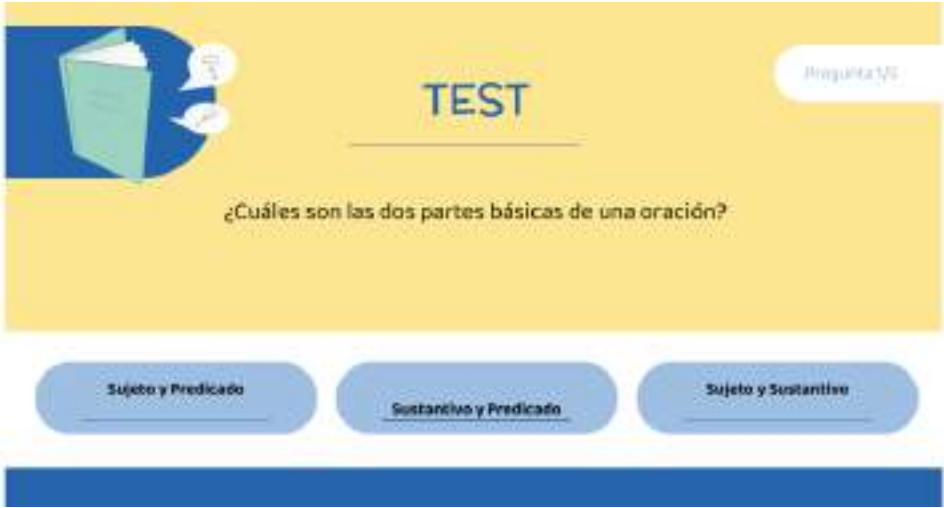 TEST
¿Cuáles son las dos partes básicas de una oración?
Sujeto y Predicado
Sustantivo y Predicado
Sujeto y Sustantivo